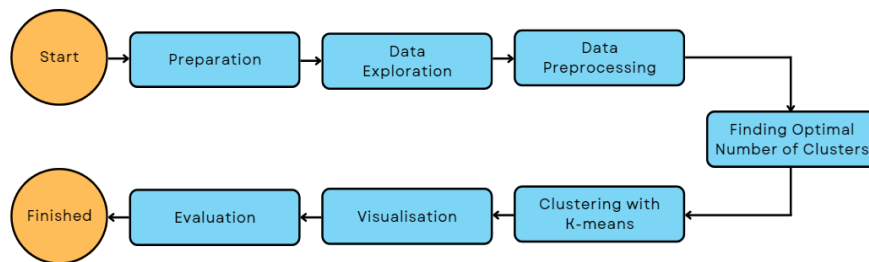 Start
Preparation
Data
Exploration
Data
Preprocessing
Finding Optimal
Number of Clusters
Clustering with
K-means
Visualisation
Evaluation
Finished